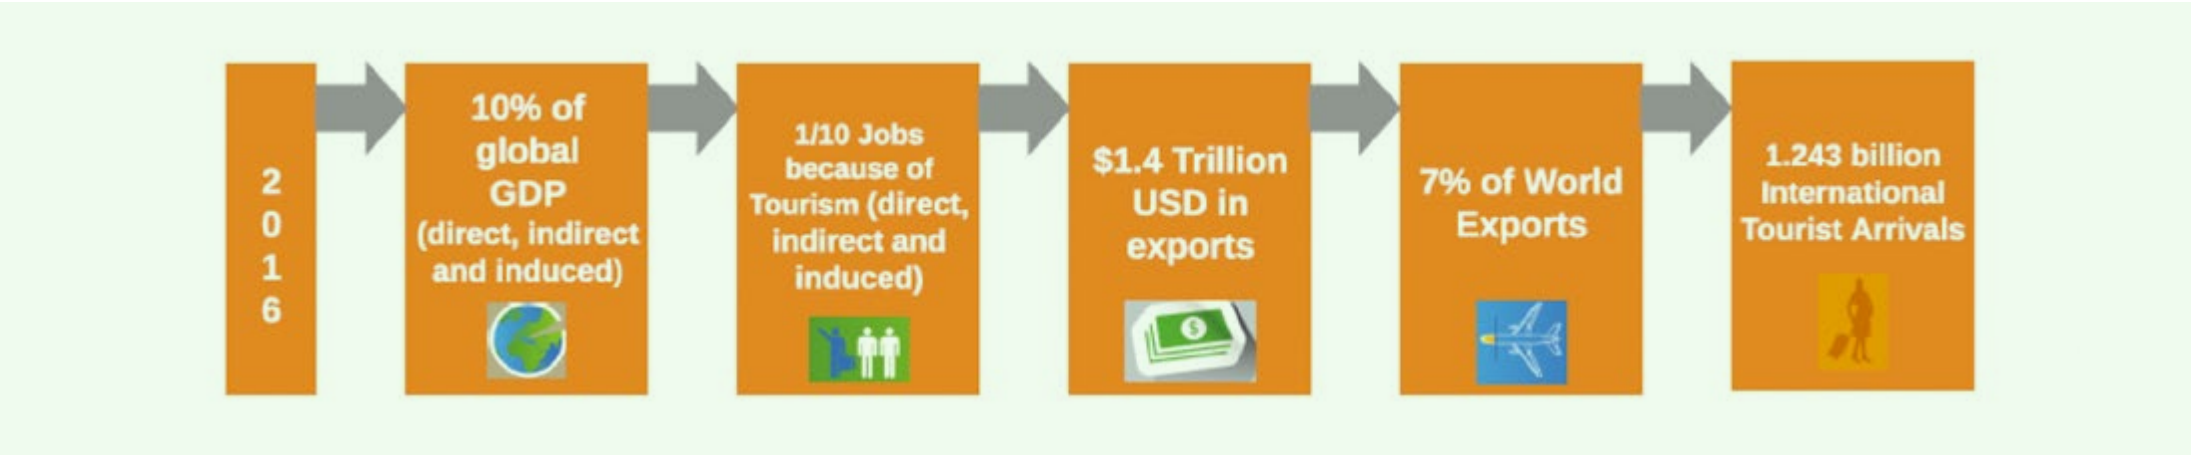 2
0
1
6
10% of
global
GDP
(direct, indirect
and induced)
1/10 Jobs
because of
Tourism (direct,
indirect and
induced)
$1.4 Trillion
USD in
exports
$
7% of World
Exports
1.243 billion
International
Tourist Arrivals